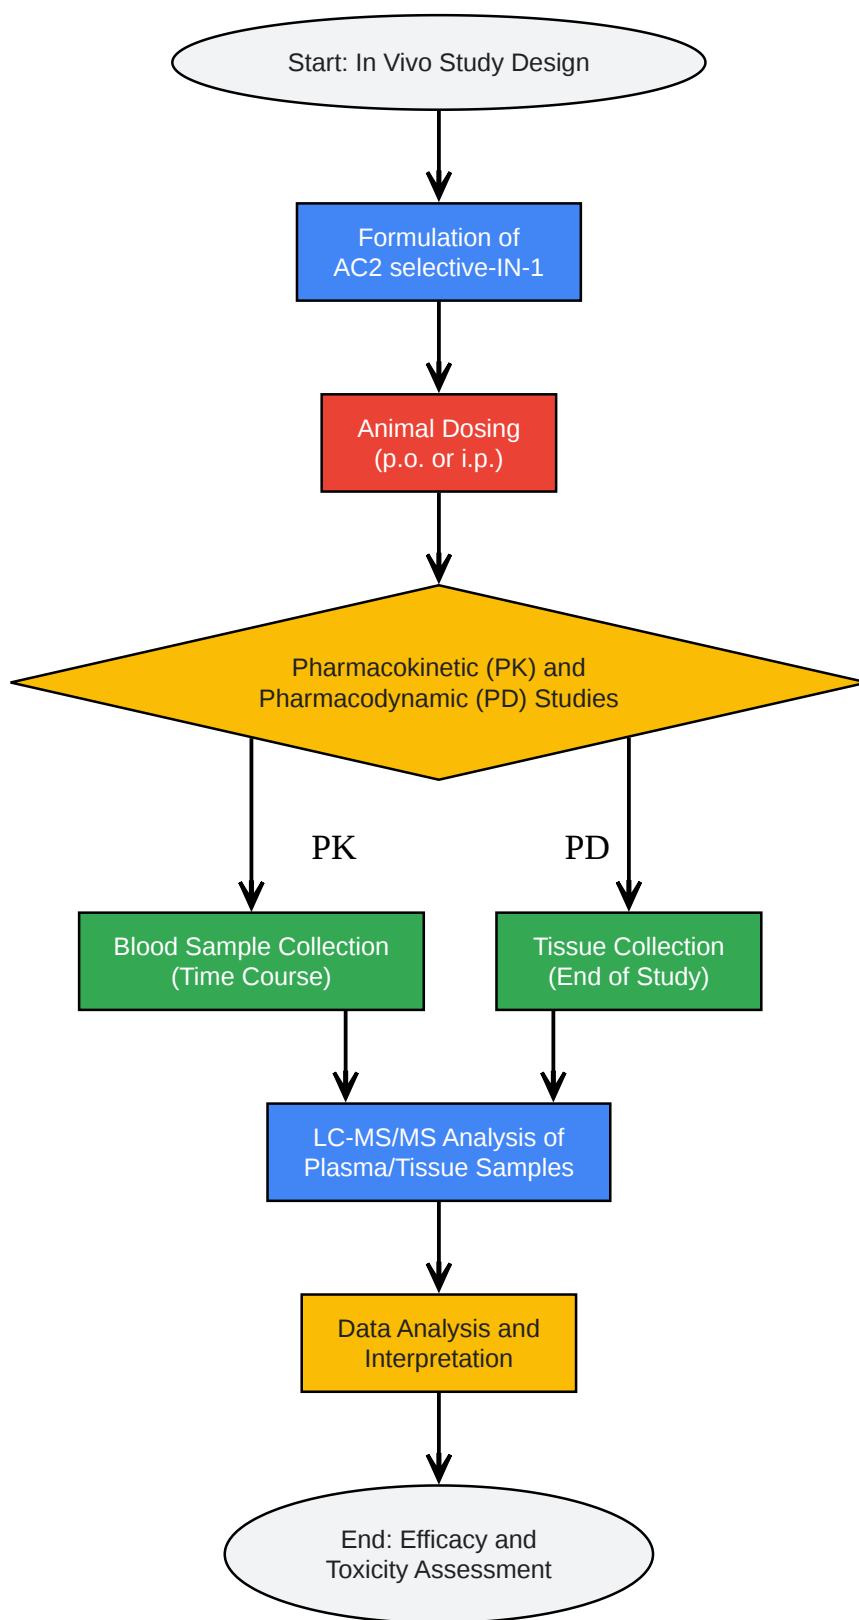 Start: In Vivo Study Design
Formulation of
AC2 selective-IN-1
Animal Dosing
(p.o. or i.p.)
Pharmacokinetic (PK) and
Pharmacodynamic (PD) Studies
PK
PD
Blood Sample Collection
(Time Course)
Tissue Collection
(End of Study)
LC-MS/MS Analysis of
Plasma/Tissue Samples
Data Analysis and
Interpretation
End: Efficacy and
Toxicity Assessment